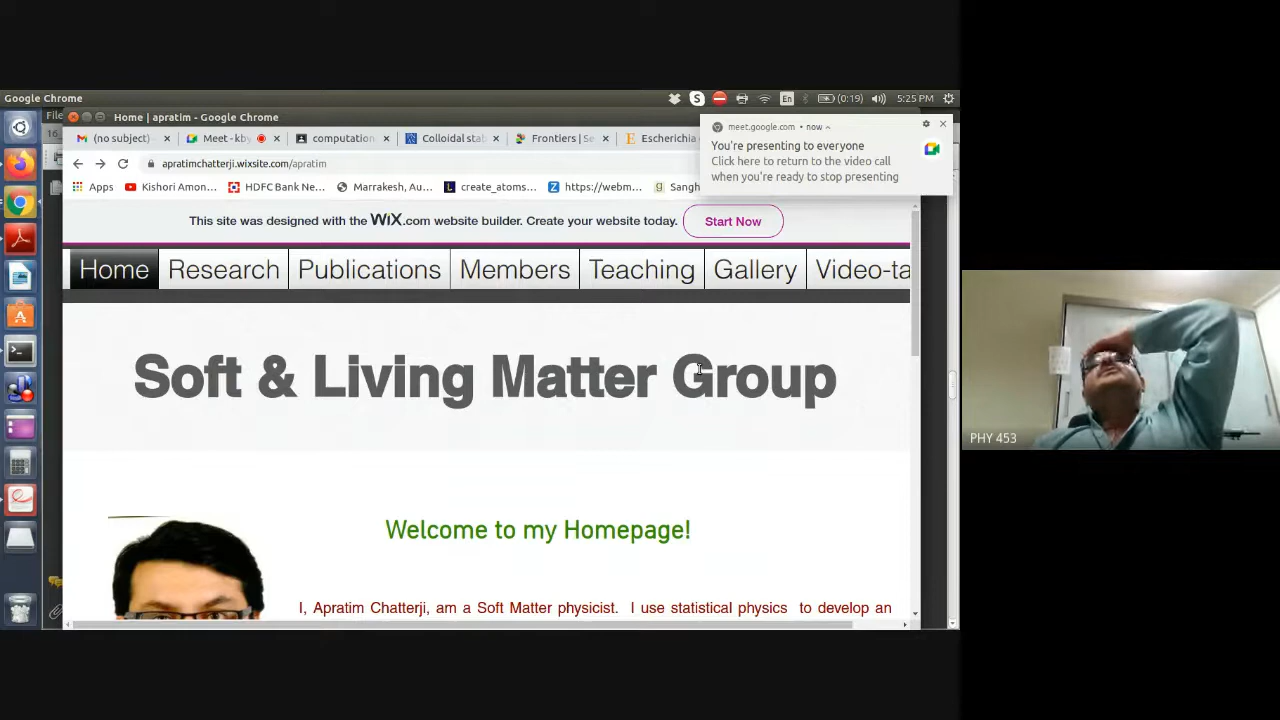 Google Chrome
En
(0:19)
5:25 PM
File
Home | apratim - Google Chrome
16.
(no subject) -
Meet - kby
computation
Colloidal stab
Frontiers | Se
Escherichia
apratimchatterji.wixsite.com/apratim
Apps
Kishori Amon...
HDFC Bank Ne...
Marrakesh, Au...
create_atoms...
https://webm...
Sangh
meet.google.com • now
You're presenting to everyone
Click here to return to the video call
when you're ready to stop presenting
This site was designed with the WiX.com website builder. Create your website today.
Start Now
Home
Research
Publications
Members
Teaching
Gallery
Video-ta
Soft & Living Matter Group
Welcome to my Homepage!
I, Apratim Chatterji, am a Soft Matter physicist. I use statistical physics to develop an
PHY 453